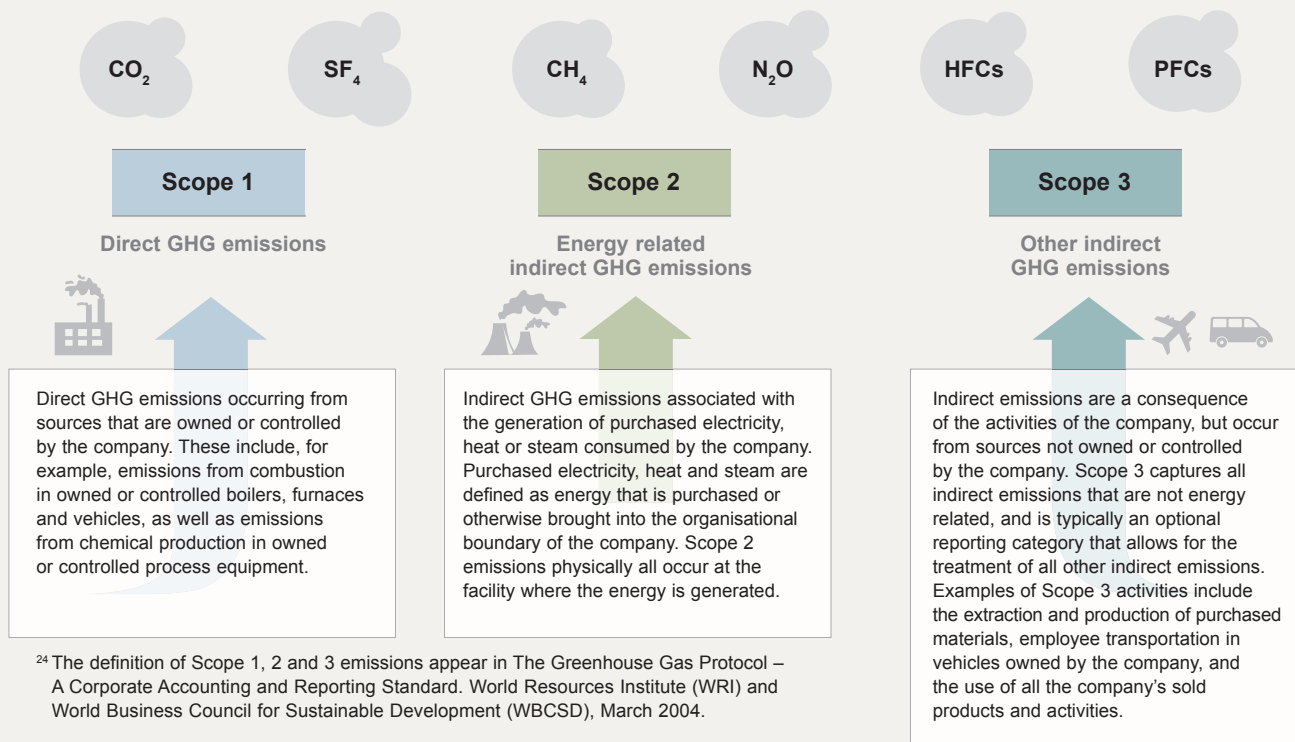 CO₂
SF₄
CH₄
N₂O
HFCs
PFCs
Scope 1
Scope 2
Scope 3
Direct GHG emissions
Energy related
indirect GHG emissions
Other indirect
GHG emissions
Direct GHG emissions occurring from
sources that are owned or controlled
by the company. These include, for
example, emissions from combustion
in owned or controlled boilers, furnaces
and vehicles, as well as emissions
from chemical production in owned
or controlled process equipment.
Indirect GHG emissions associated with
the generation of purchased electricity,
heat or steam consumed by the company.
Purchased electricity, heat and steam are
defined as energy that is purchased or
otherwise brought into the organisational
boundary of the company. Scope 2
emissions physically all occur at the
facility where the energy is generated.
Indirect emissions are a consequence
of the activities of the company, but occur
from sources not owned or controlled
by the company. Scope 3 captures all
indirect emissions that are not energy
related, and is typically an optional
reporting category that allows for the
treatment of all other indirect emissions.
Examples of Scope 3 activities include
the extraction and production of purchased
materials, employee transportation in
vehicles owned by the company, and
the use of all the company's sold
products and activities.
²⁴ The definition of Scope 1, 2 and 3 emissions appear in The Greenhouse Gas Protocol –
A Corporate Accounting and Reporting Standard. World Resources Institute (WRI) and
World Business Council for Sustainable Development (WBCSD), March 2004.